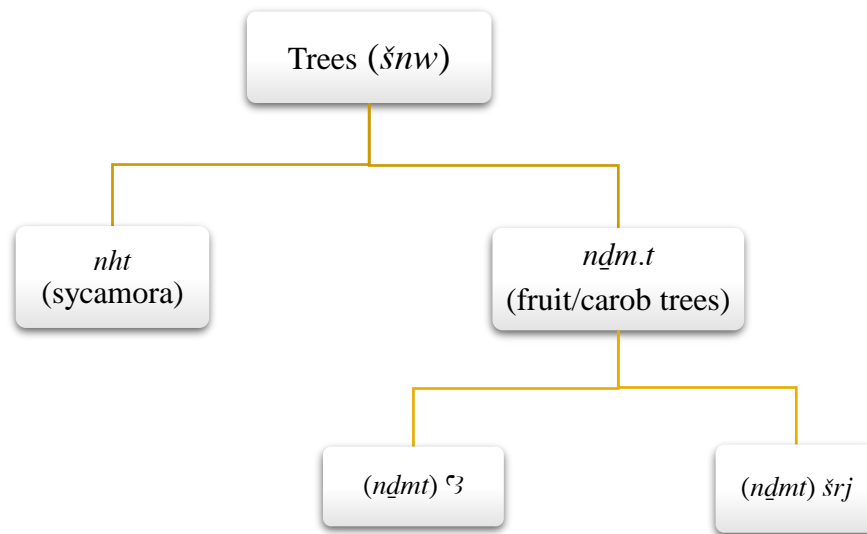 Trees (šnw)
nht
(sycamora)
nḏm.t
(fruit/carob trees)
(nḏmt) ꜥꜣ
(nḏmt) šrj